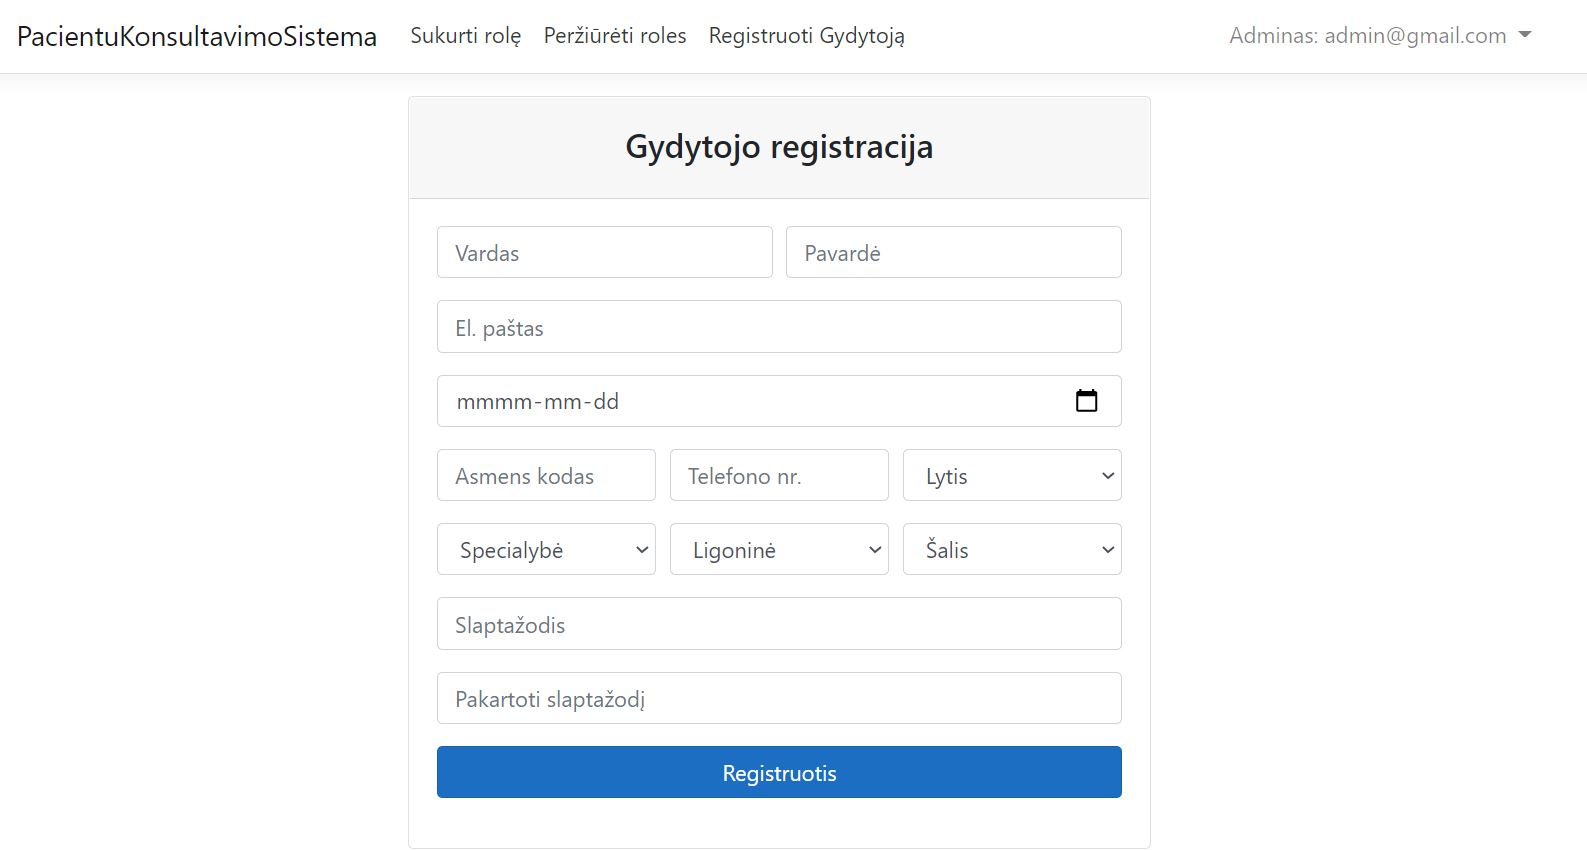 PacientuKonsultavimoSistema Sukurti rolę Peržiūrėti roles Registruoti Gydytoją Adminas: admin@gmail.com
Gydytojo registracija
Vardas Pavardė
El. paštas
mmmm-mm-dd
Asmens kodas Telefono nr. Lytis
Specialybė Ligoninė Šalis
Slaptažodis
Pakartoti slaptažodį
Registruotis